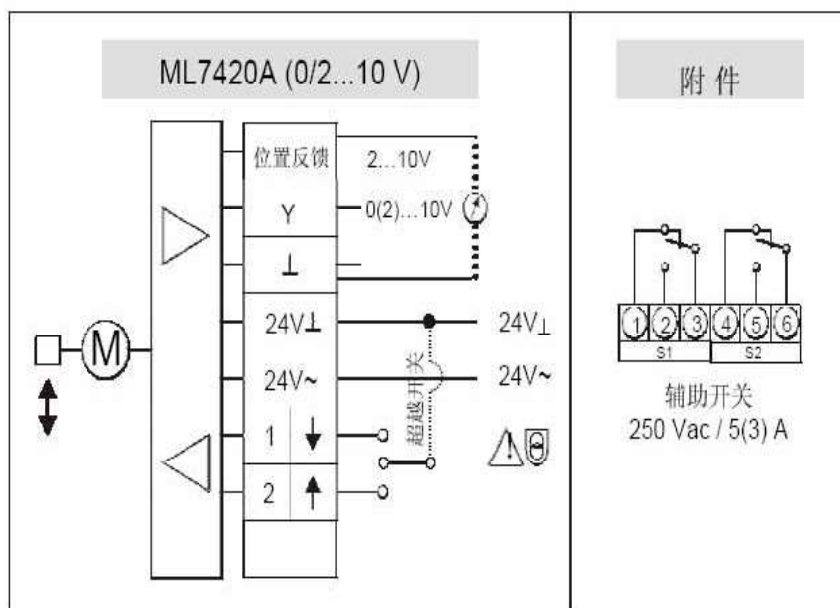 ML7420A (0/2...10 V)
附件
位置反馈
2...10V
Y
0(2)...10V
⊥
24V⊥
24V⊥
24V~
24V~
超越开关
1
2
M
1 2 3 4 5 6
S1 S2
辅助开关
250 Vac / 5(3) A